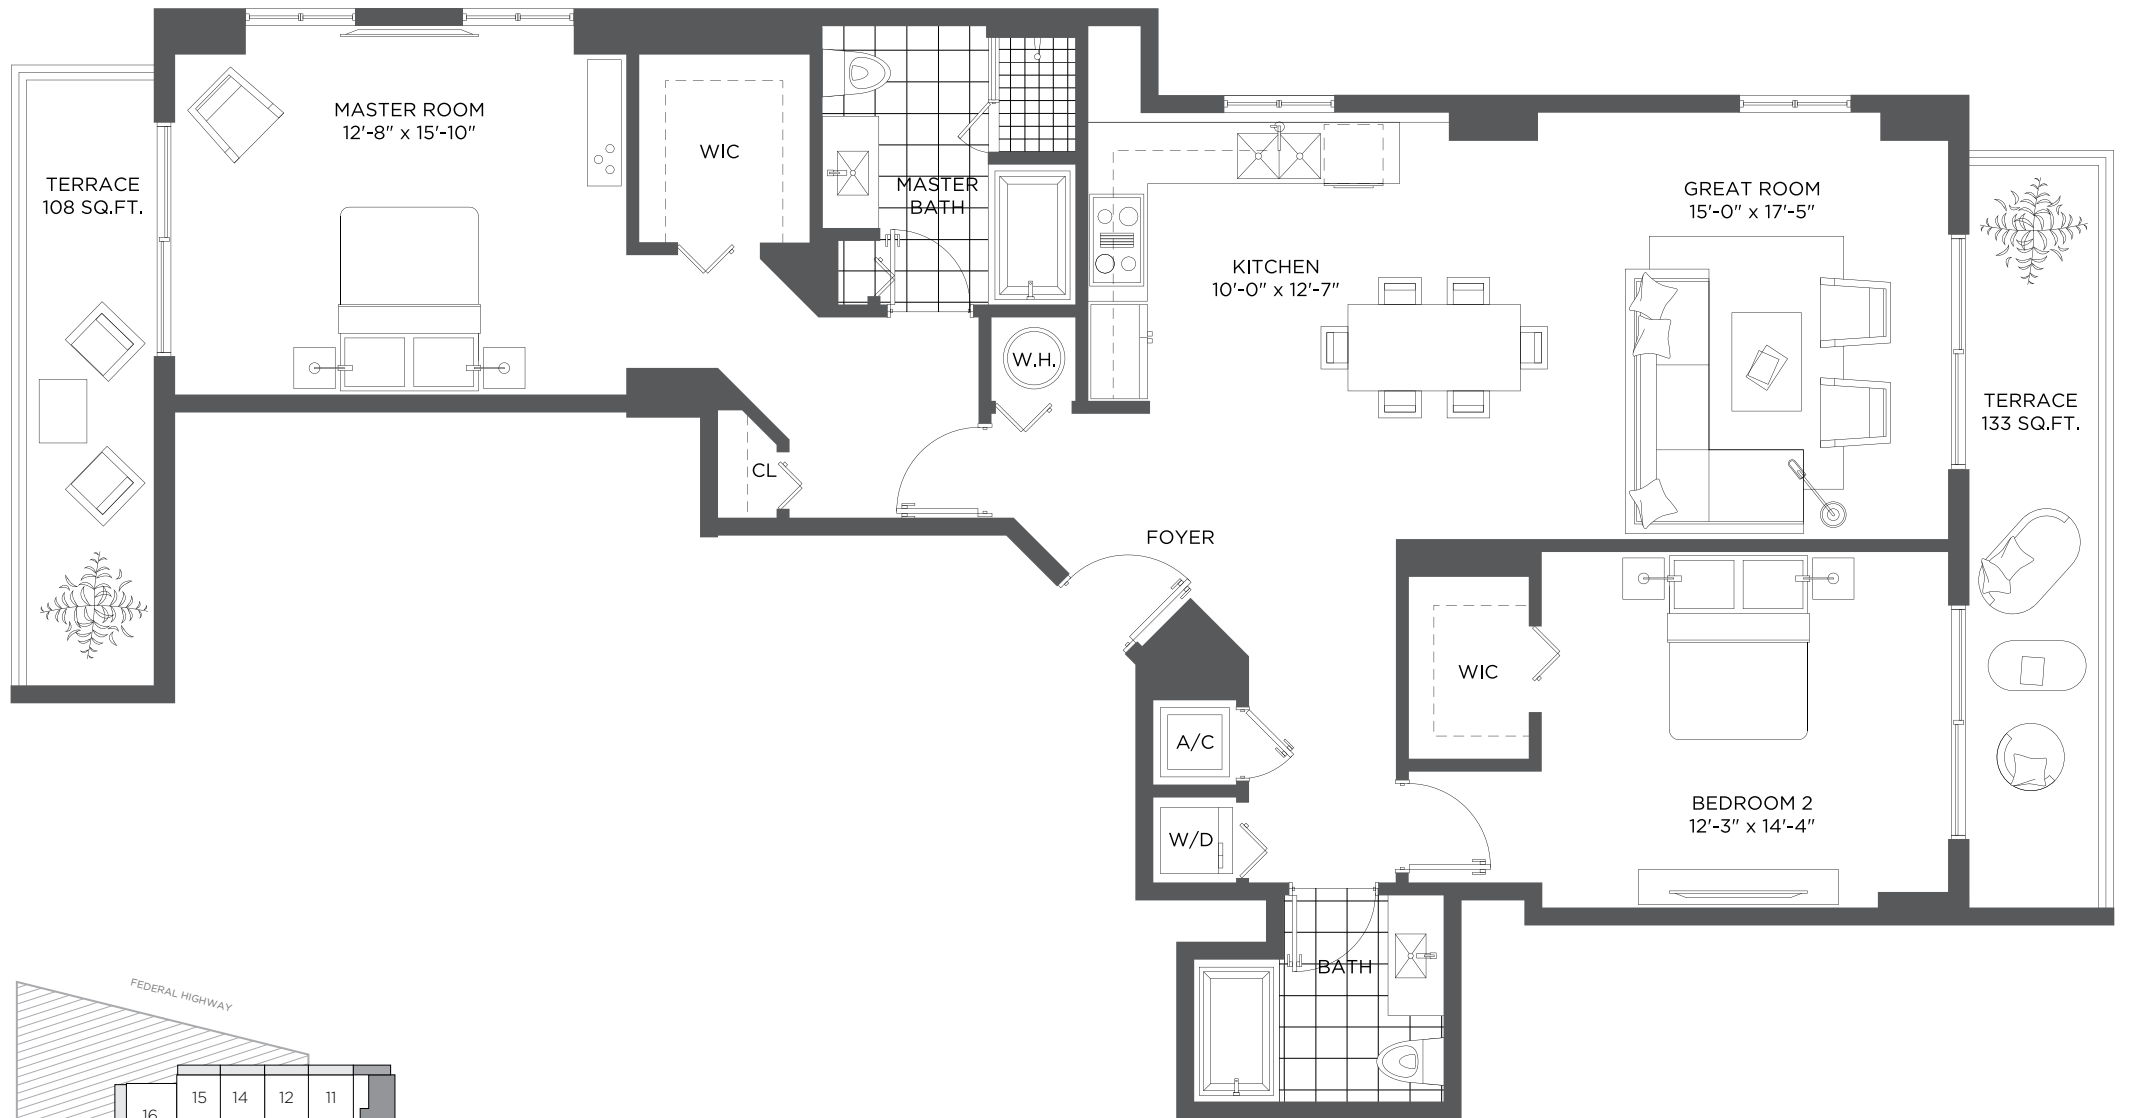 MASTER ROOM
12'-8" x 15'-10"
WIC
TERRACE
108 SQ.FT.
MASTER
BATH
GREAT ROOM
15'-0" x 17'-5"
KITCHEN
10'-0" x 12'-7"
W.H.
TERRACE
133 SQ.FT.
CL
FOYER
WIC
A/C
BEDROOM 2
12'-3" x 14'-4"
W/D
BATH
FEDERAL HIGHWAY
15 14 12 11
16